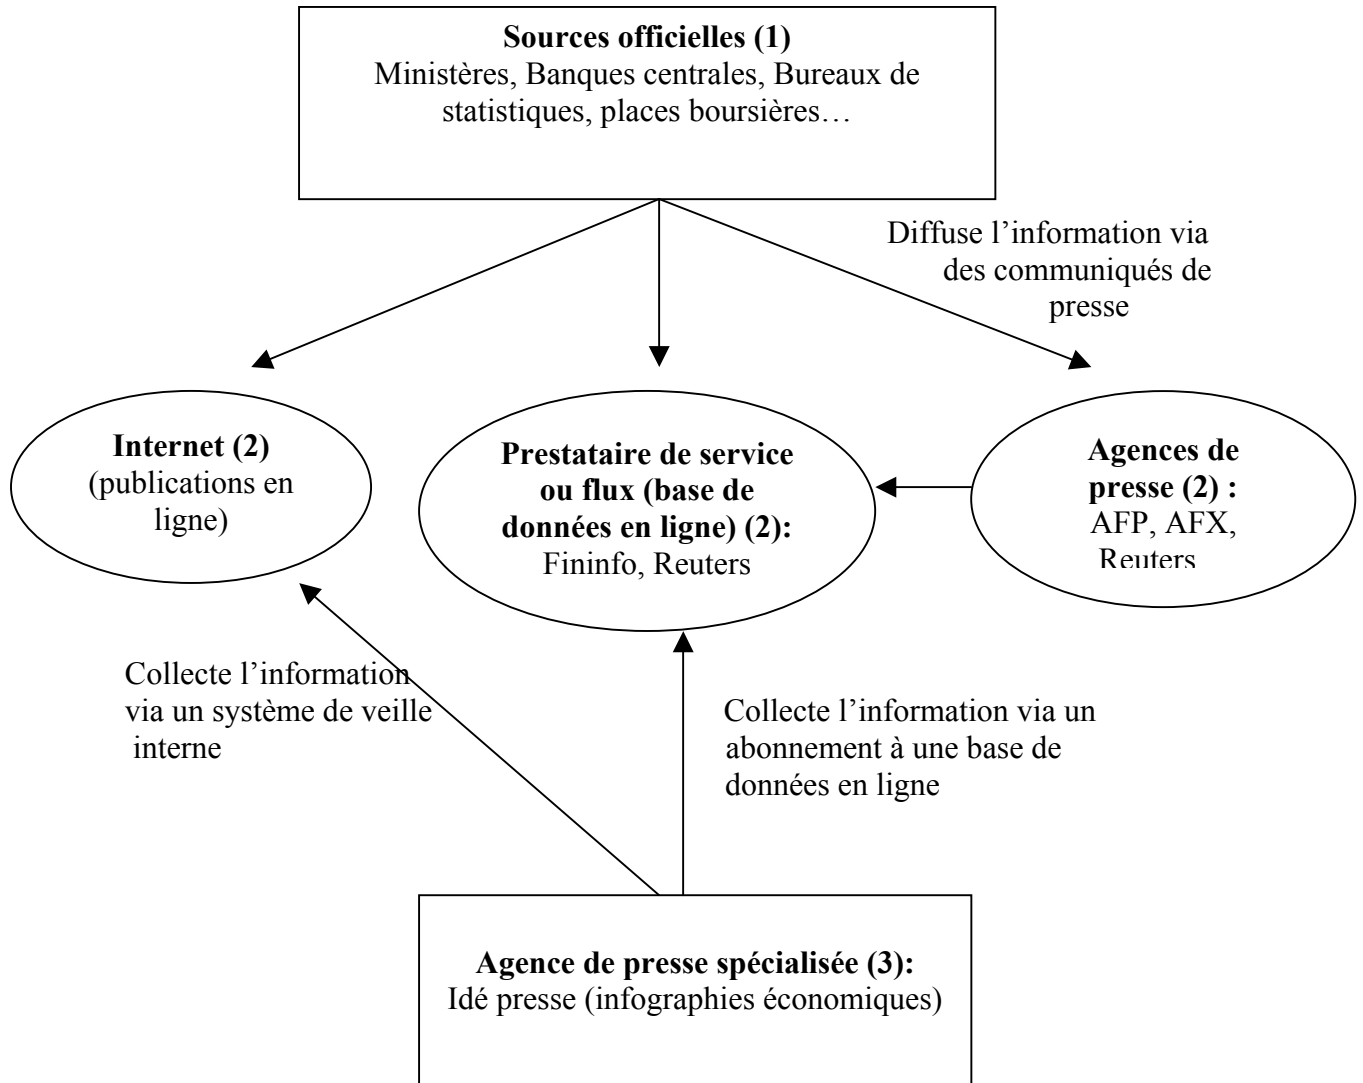 Sources officielles (1)
Ministères, Banques centrales, Bureaux de
statistiques, places boursières…
Diffuse l’information via
des communiqués de
presse
Internet (2)
(publications en
ligne)
Prestataire de service
ou flux (base de
données en ligne) (2):
Fininfo, Reuters
Agences de
presse (2) :
AFP, AFX,
Reuters
Collecte l’information
via un système de veille
interne
Collecte l’information via un
abonnement à une base de
données en ligne
Agence de presse spécialisée (3):
Idé presse (infographies économiques)